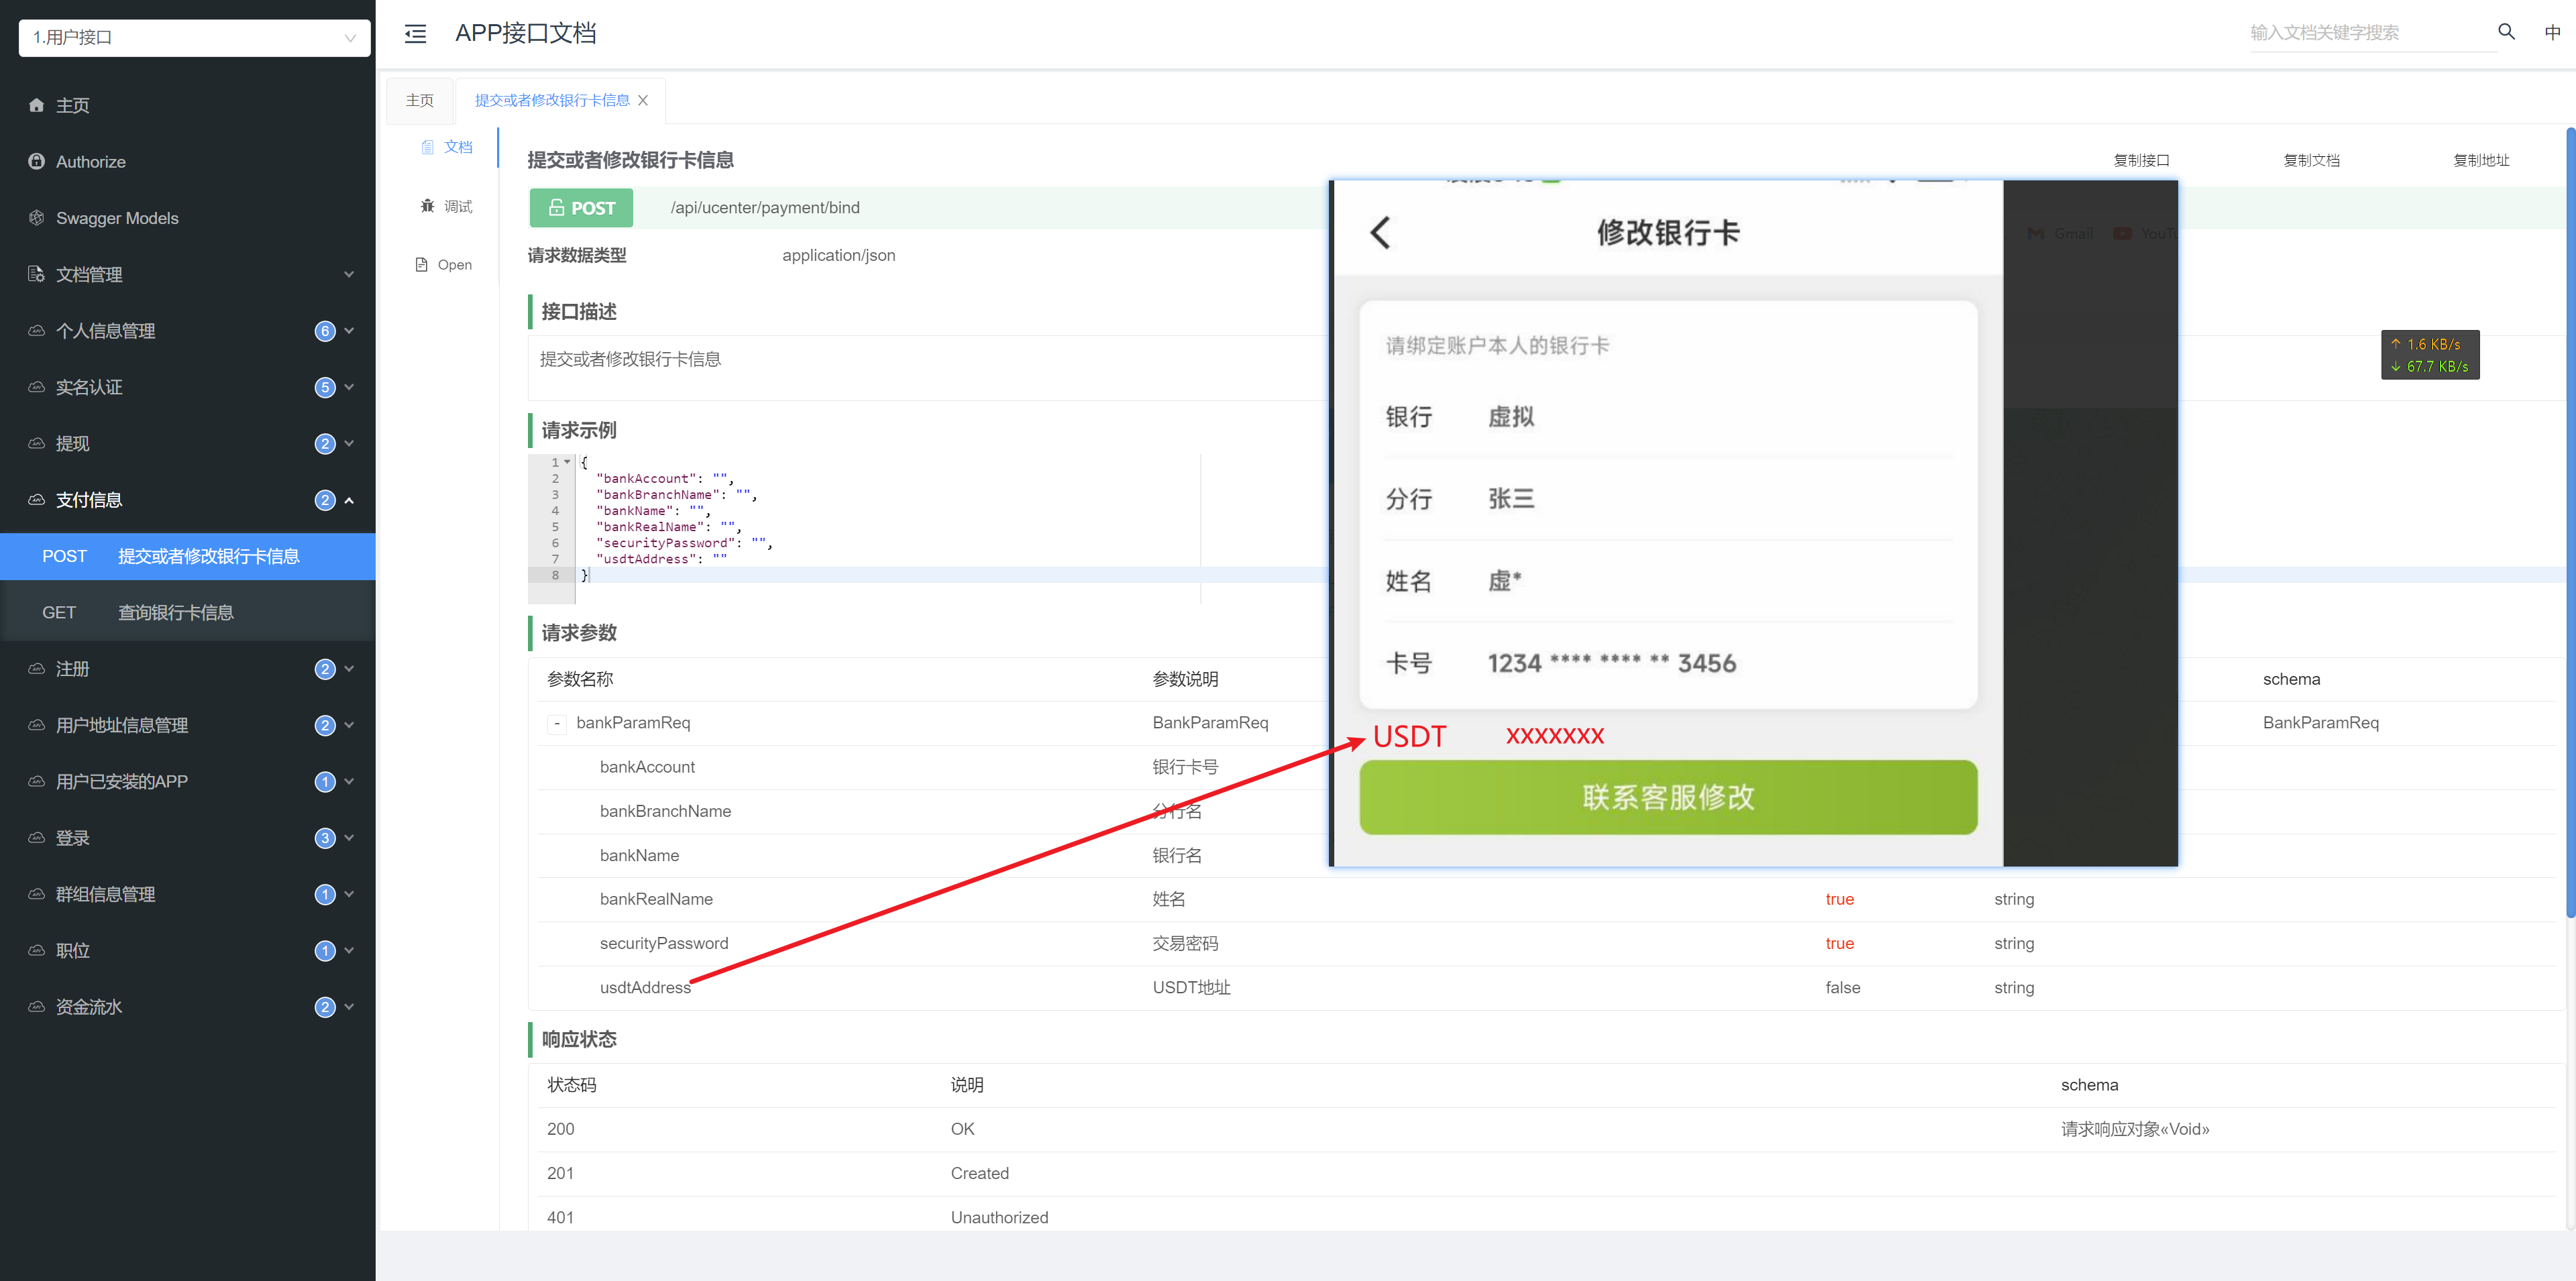 1.用户接口
APP接口文档
输入文档关键字搜索
中
主页
Authorize
Swagger Models
文档管理
个人信息管理 6
实名认证 5
提现 2
支付信息 2
POST 提交或者修改银行卡信息
GET 查询银行卡信息
注册 2
用户地址信息管理 2
用户已安装的APP 1
登录 3
群组信息管理 1
职位 1
资金流水 2
主页
提交或者修改银行卡信息
文档
调试
Open
提交或者修改银行卡信息
复制接口 复制文档 复制地址
POST /api/ucenter/payment/bind
请求数据类型 application/json
接口描述
提交或者修改银行卡信息
请求示例
1 {
2 "bankAccount": "",
3 "bankBranchName": "",
4 "bankName": "",
5 "bankRealName": "",
6 "securityPassword": "",
7 "usdtAddress": ""
8 }
请求参数
参数名称 参数说明 schema
- bankParamReq BankParamReq BankParamReq
bankAccount 银行卡号
bankBranchName 分行名
bankName 银行名
bankRealName 姓名 true string
securityPassword 交易密码 true string
usdtAddress USDT地址 false string
响应状态
状态码 说明 schema
200 OK 请求响应对象«Void»
201 Created
401 Unauthorized
修改银行卡
请绑定账户本人的银行卡
银行 虚拟
分行 张三
姓名 虚*
卡号 1234 **** **** ** 3456
USDT xxxxxxx
联系客服修改
Gmail
↑ 1.6 KB/s
↓ 67.7 KB/s